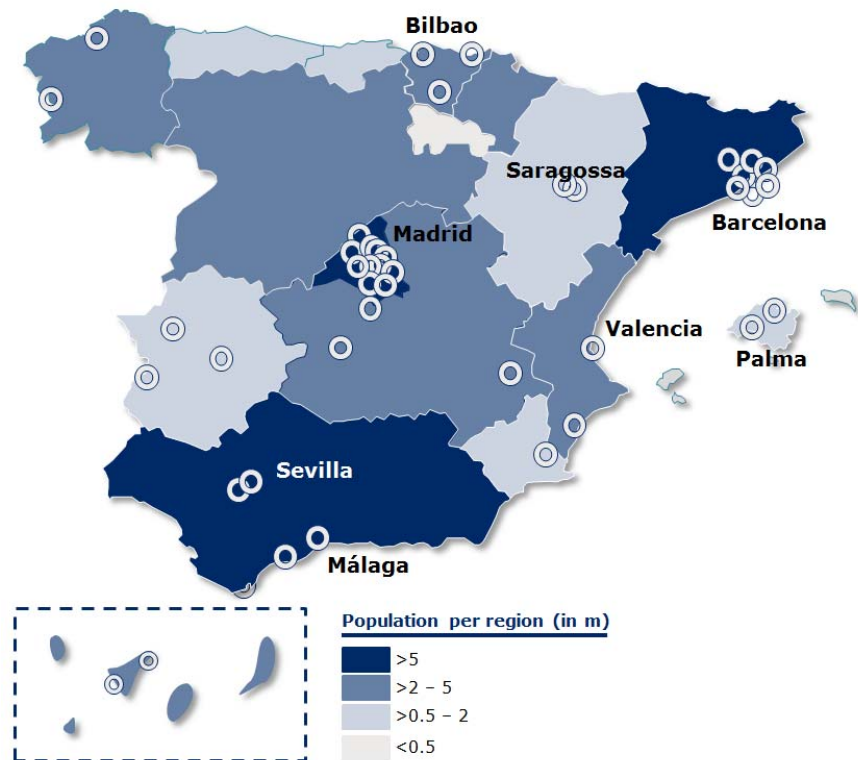 Bilbao
Saragossa
Barcelona
Madrid
Valencia
Palma
Sevilla
Málaga
Population per region (in m)
>5
>2 – 5
>0.5 – 2
<0.5